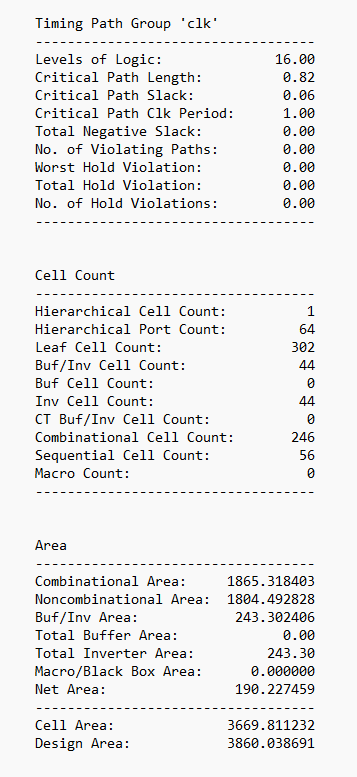 Timing Path Group 'clk'
-----------------------------------
Levels of Logic: 16.00
Critical Path Length: 0.82
Critical Path Slack: 0.06
Critical Path Clk Period: 1.00
Total Negative Slack: 0.00
No. of Violating Paths: 0.00
Worst Hold Violation: 0.00
Total Hold Violation: 0.00
No. of Hold Violations: 0.00
-----------------------------------
Cell Count
-----------------------------------
Hierarchical Cell Count: 1
Hierarchical Port Count: 64
Leaf Cell Count: 302
Buf/Inv Cell Count: 44
Buf Cell Count: 0
Inv Cell Count: 44
CT Buf/Inv Cell Count: 0
Combinational Cell Count: 246
Sequential Cell Count: 56
Macro Count: 0
-----------------------------------
Area
-----------------------------------
Combinational Area: 1865.318403
Noncombinational Area: 1804.492828
Buf/Inv Area: 243.302406
Total Buffer Area: 0.00
Total Inverter Area: 243.30
Macro/Black Box Area: 0.000000
Net Area: 190.227459
-----------------------------------
Cell Area: 3669.811232
Design Area: 3860.038691